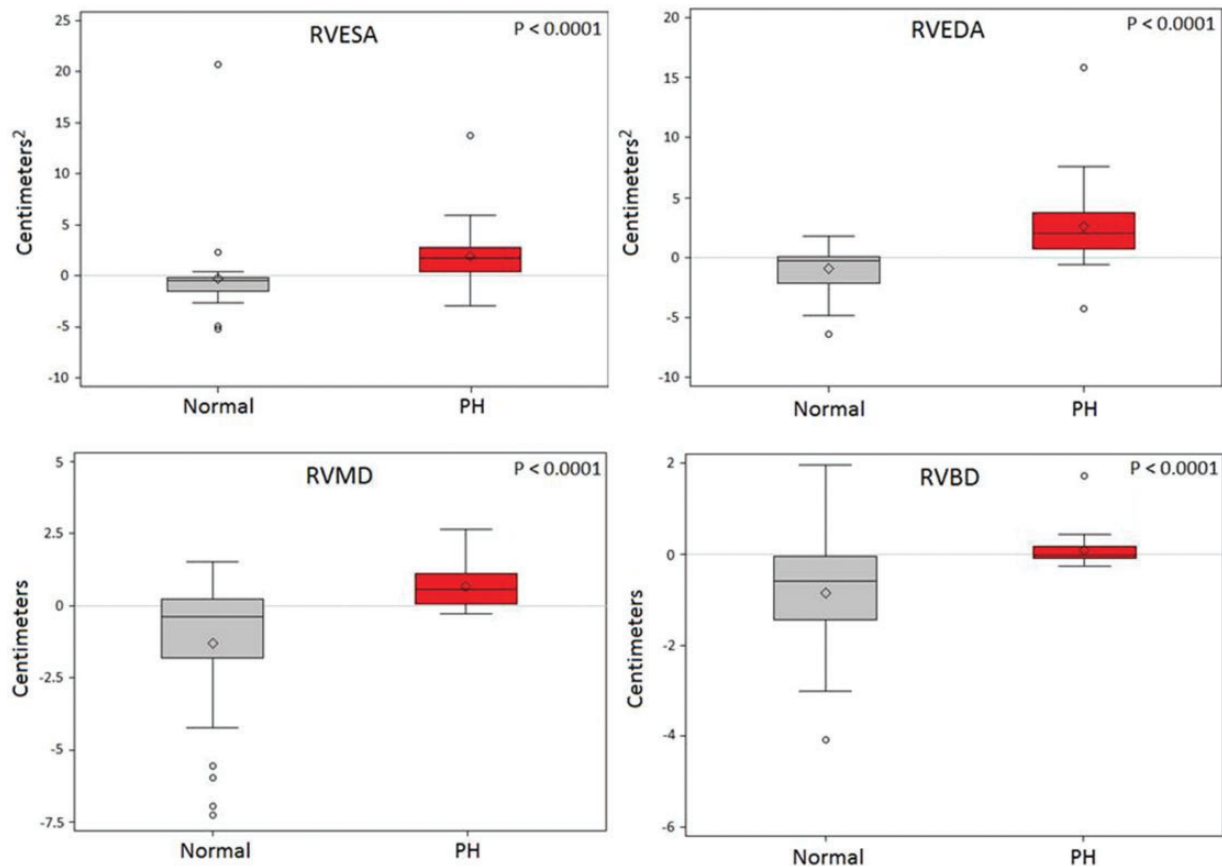 RVESA
P < 0.0001
Centimeters²
25
20
15
10
5
0
-5
-10
Normal
PH
RVEDA
P < 0.0001
Centimeters²
20
15
10
5
0
-5
-10
Normal
PH
RVMD
P < 0.0001
Centimeters
5
2.5
0
-2.5
-5
-7.5
Normal
PH
RVBD
P < 0.0001
Centimeters
2
0
-2
-4
-6
Normal
PH